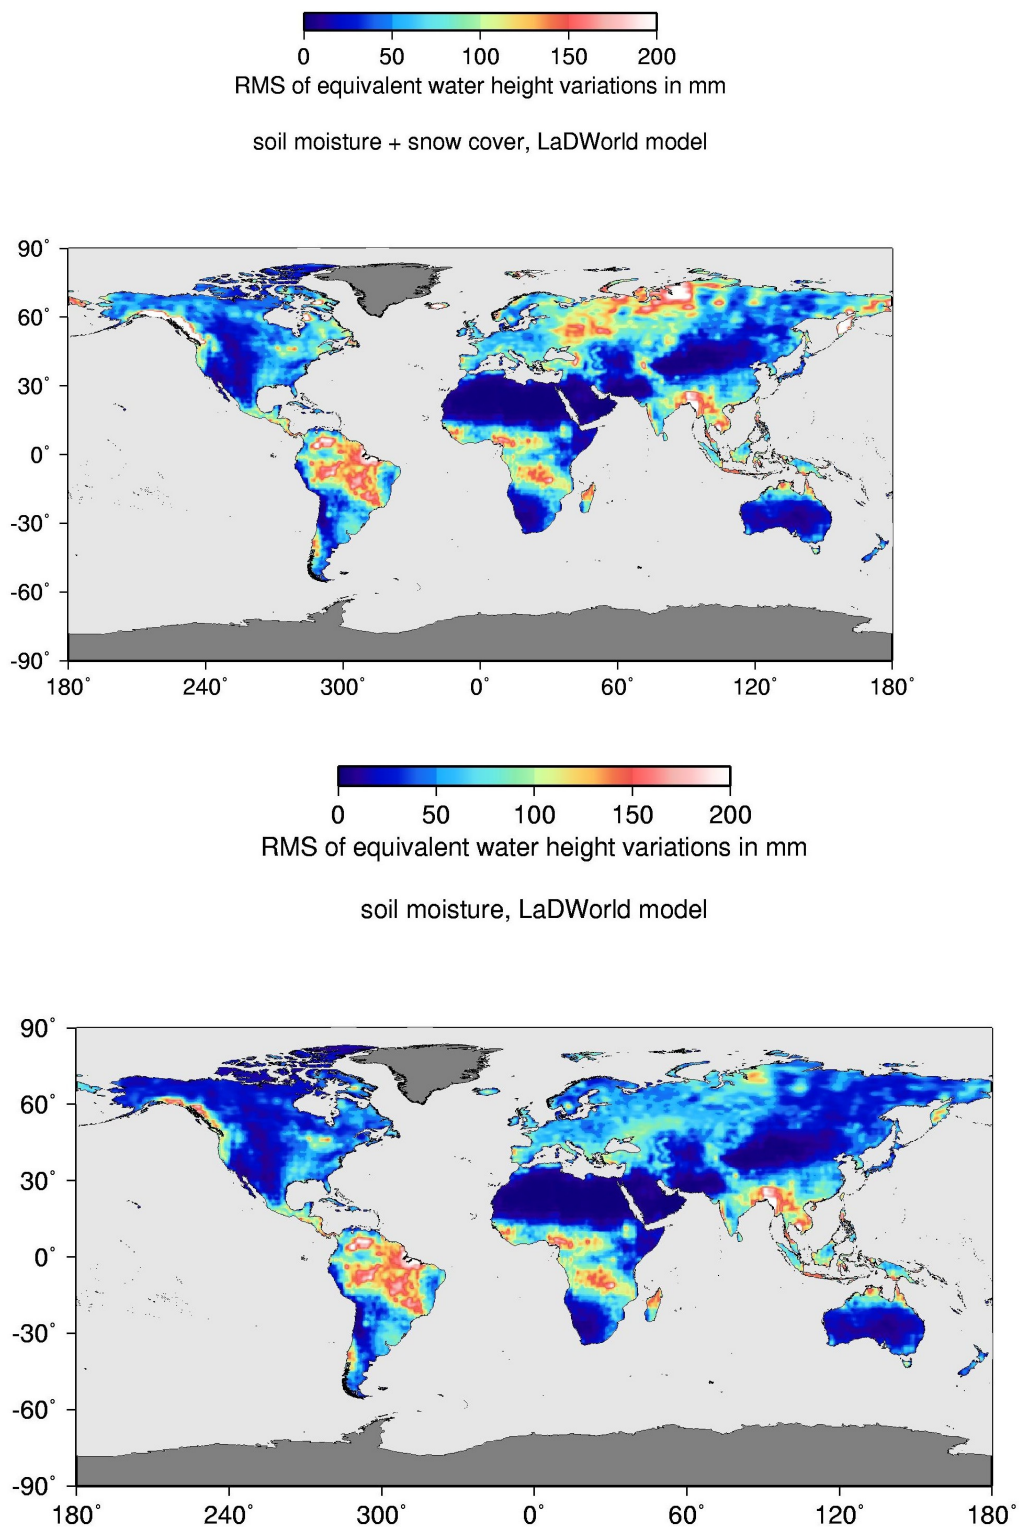 0 50 100 150 200
RMS of equivalent water height variations in mm
soil moisture + snow cover, LaDWorld model
90°
60°
30°
0°
-30°
-60°
-90°
180° 240° 300° 0° 60° 120° 180°
0 50 100 150 200
RMS of equivalent water height variations in mm
soil moisture, LaDWorld model
90°
60°
30°
0°
-30°
-60°
-90°
180° 240° 300° 0° 60° 120° 180°